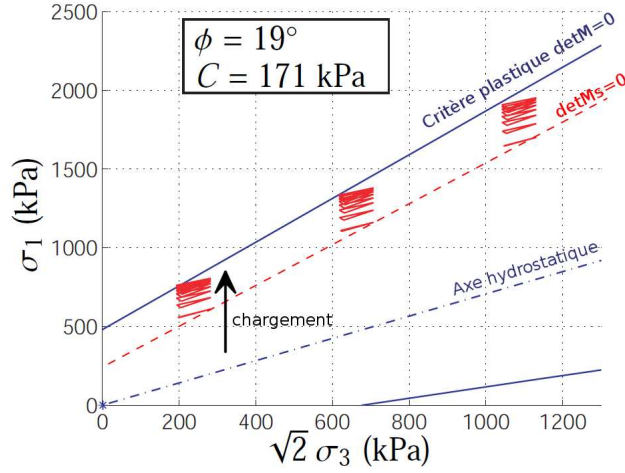 2500
2000
1500
1000
500
0
σ₁ (kPa)
ϕ = 19°
C = 171 kPa
Critère plastique detM=0
detMs=0
Axe hydrostatique
chargement
0 200 400 600 800 1000 1200
√2 σ₃ (kPa)